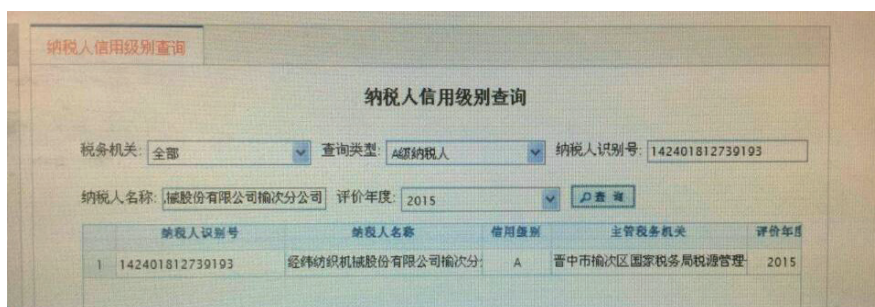 纳税人信用级别查询
纳税人信用级别查询
税务机关: 全部 查询类型: A级纳税人 纳税人识别号: 142401812739193
纳税人名称: 械股份有限公司榆次分公司 评价年度: 2015 查 询
纳税人识别号 纳税人名称 信用级别 主管税务机关 评价年度
1 142401812739193 经纬纺织机械股份有限公司榆次分 A 晋中市榆次区国家税务局税源管理 2015